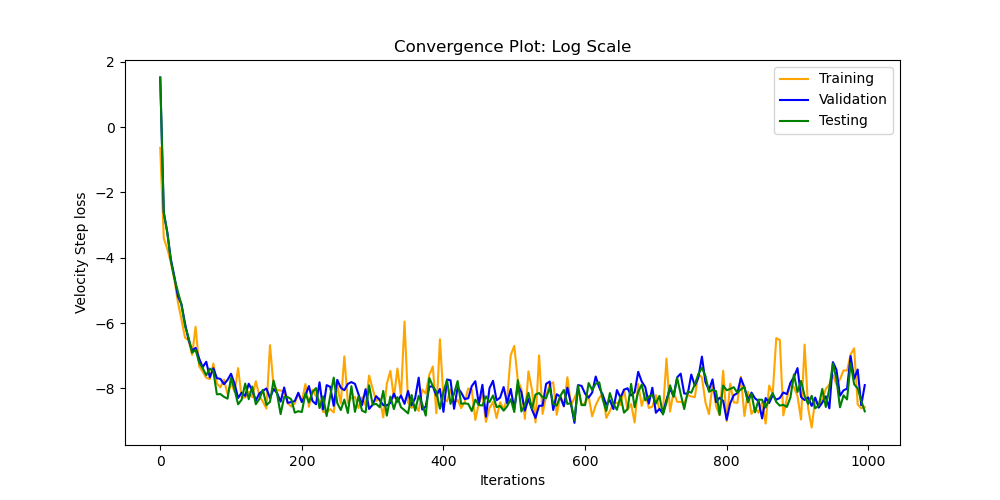 Convergence Plot: Log Scale
Training
Validation
Testing
2
0
−2
−4
−6
−8
Velocity Step loss
0
200
400
600
800
1000
Iterations